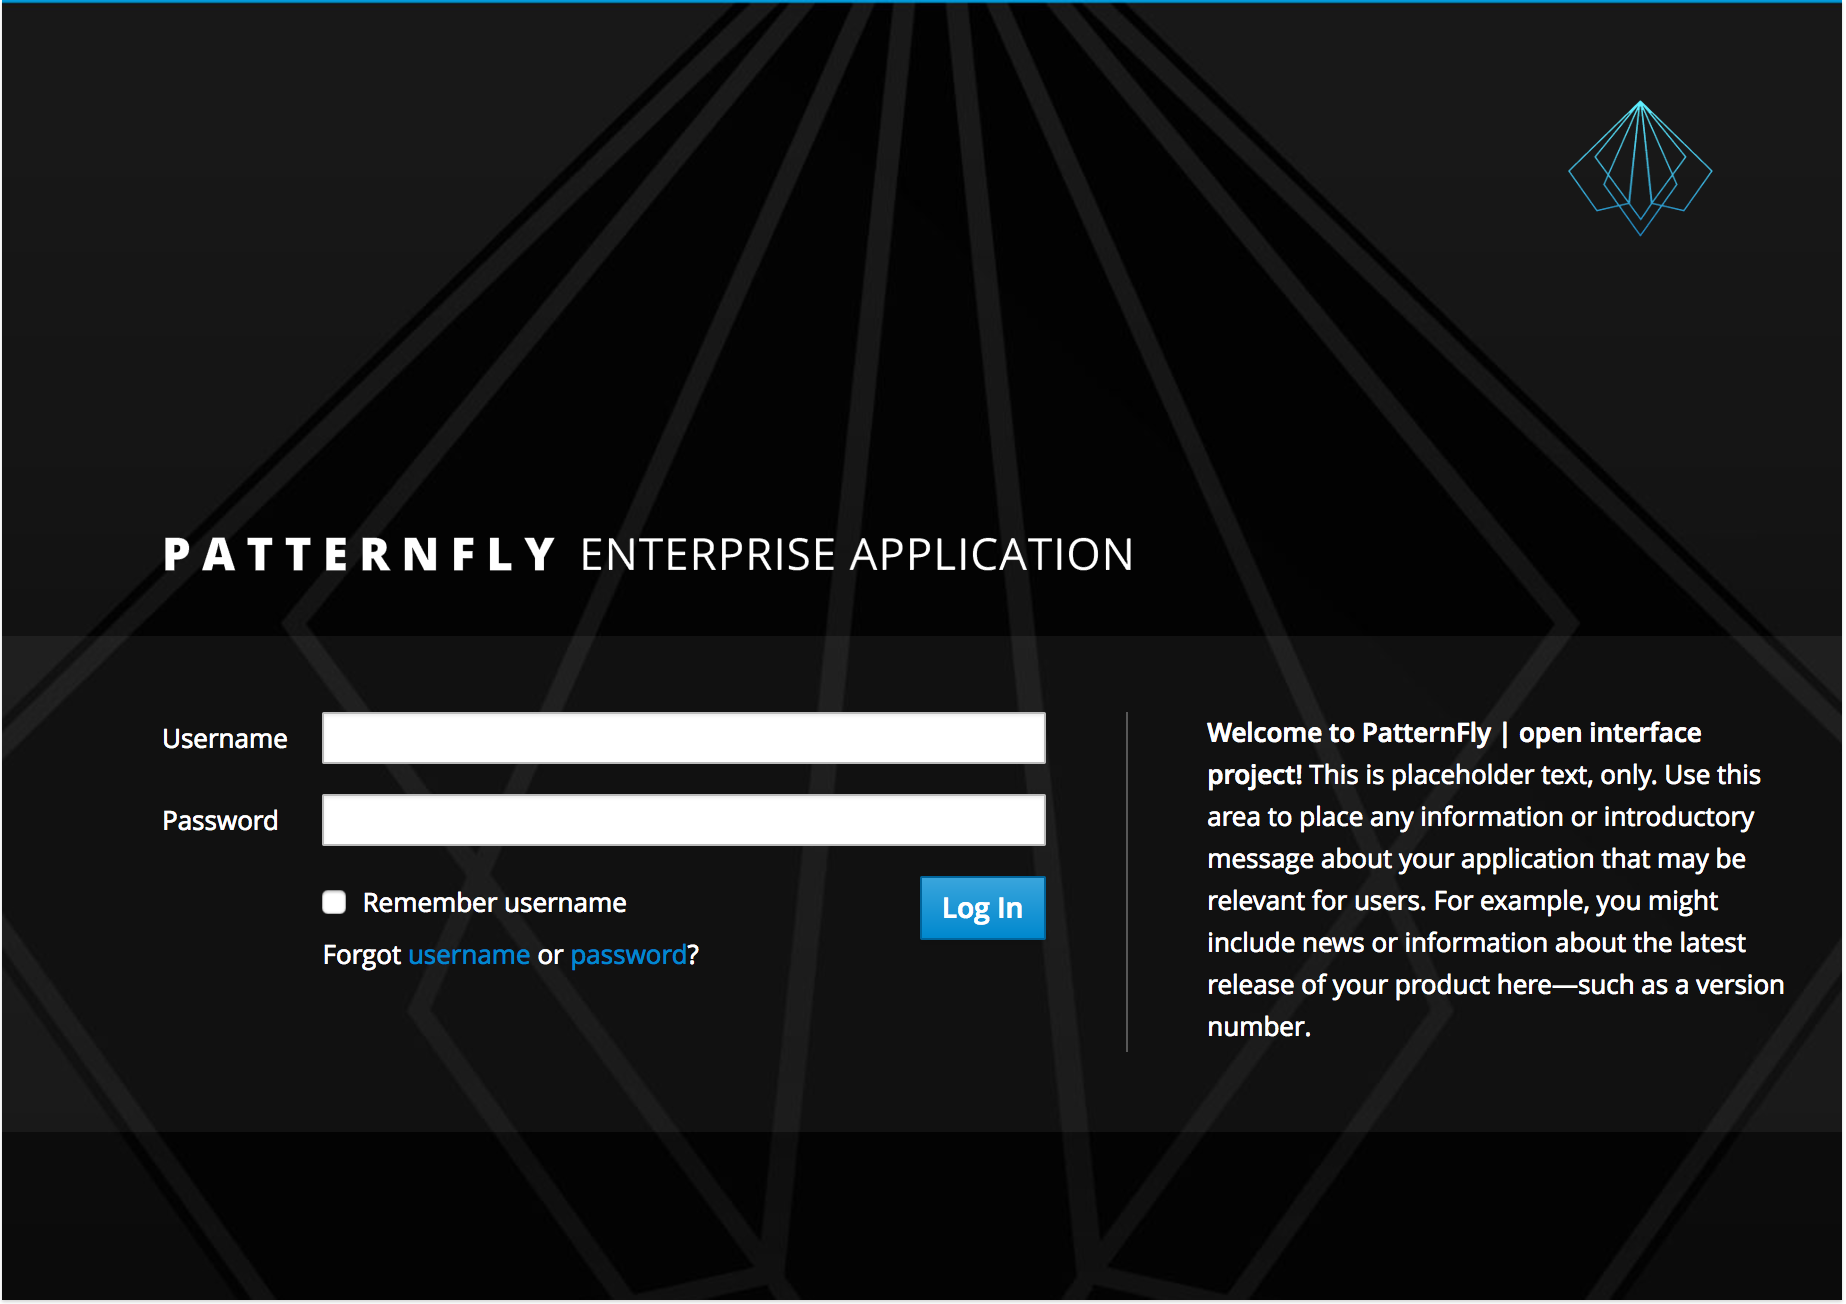 PATTERNFLY ENTERPRISE APPLICATION
Username
Password
Remember username
Log In
Forgot username or password?
Welcome to PatternFly | open interface
project! This is placeholder text, only. Use this
area to place any information or introductory
message about your application that may be
relevant for users. For example, you might
include news or information about the latest
release of your product here—such as a version
number.